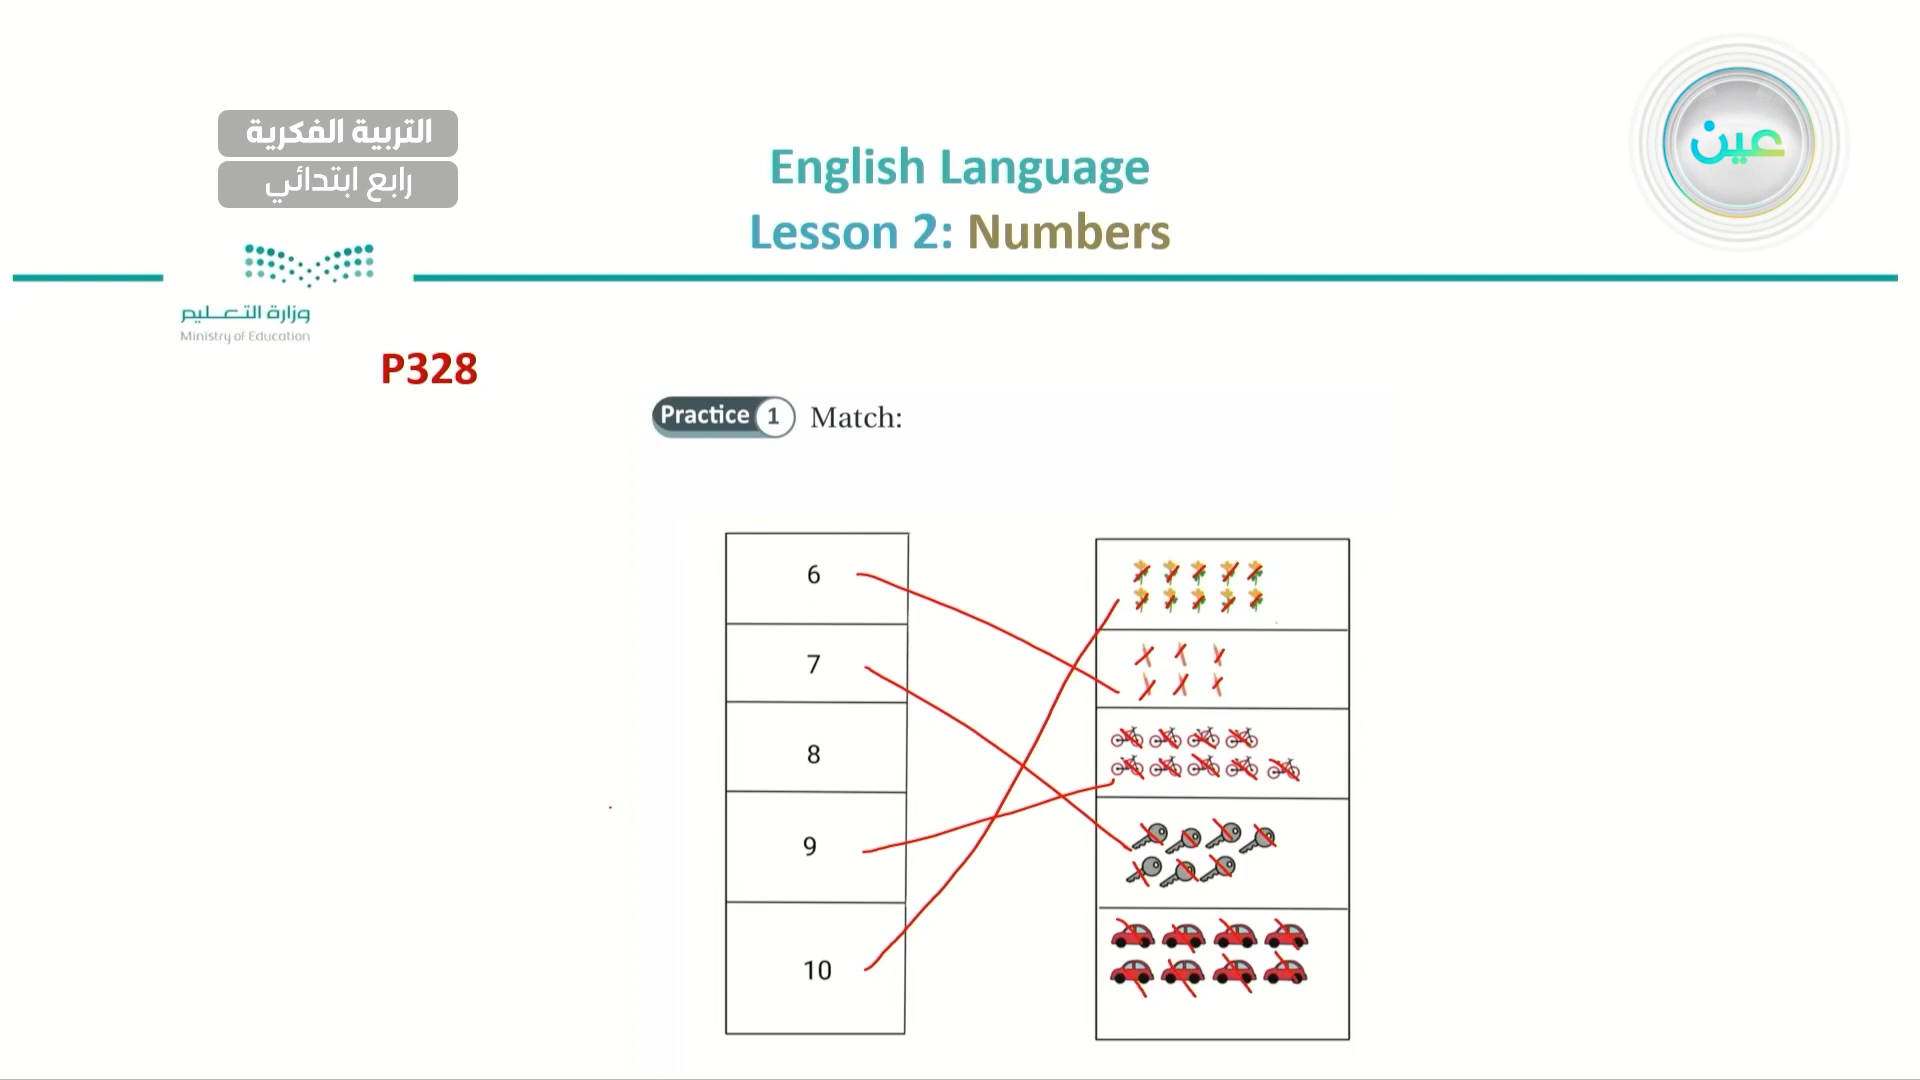 التربية الفكرية
رابع ابتدائي
عين
English Language
Lesson 2: Numbers
وزارة التعليم
Ministry of Education
P328
Practice 1 Match:
6
7
8
9
10